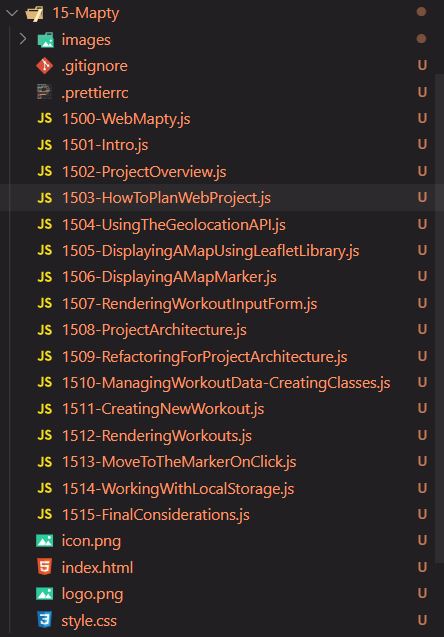 15-Mapty
images
.gitignore U
.prettierrc U
JS 1500-WebMapty.js U
JS 1501-Intro.js U
JS 1502-ProjectOverview.js U
JS 1503-HowToPlanWebProject.js U
JS 1504-UsingTheGeolocationAPI.js U
JS 1505-DisplayingAMapUsingLeafletLibrary.js U
JS 1506-DisplayingAMapMarker.js U
JS 1507-RenderingWorkoutInputForm.js U
JS 1508-ProjectArchitecture.js U
JS 1509-RefactoringForProjectArchitecture.js U
JS 1510-ManagingWorkoutData-CreatingClasses.js U
JS 1511-CreatingNewWorkout.js U
JS 1512-RenderingWorkouts.js U
JS 1513-MoveToTheMarkerOnClick.js U
JS 1514-WorkingWithLocalStorage.js U
JS 1515-FinalConsiderations.js U
icon.png U
index.html U
logo.png U
style.css U